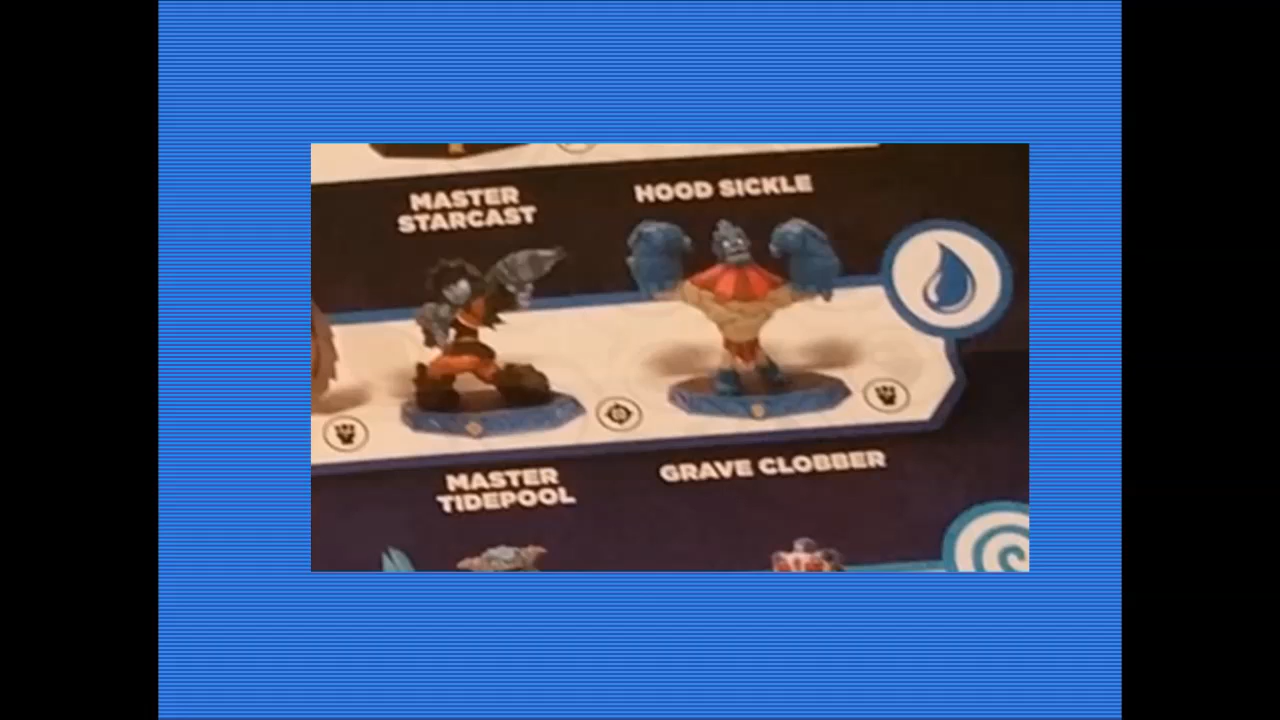 MASTER
STARCAST
HOOD SICKLE
MASTER
TIDEPOOL
GRAVE CLOBBER